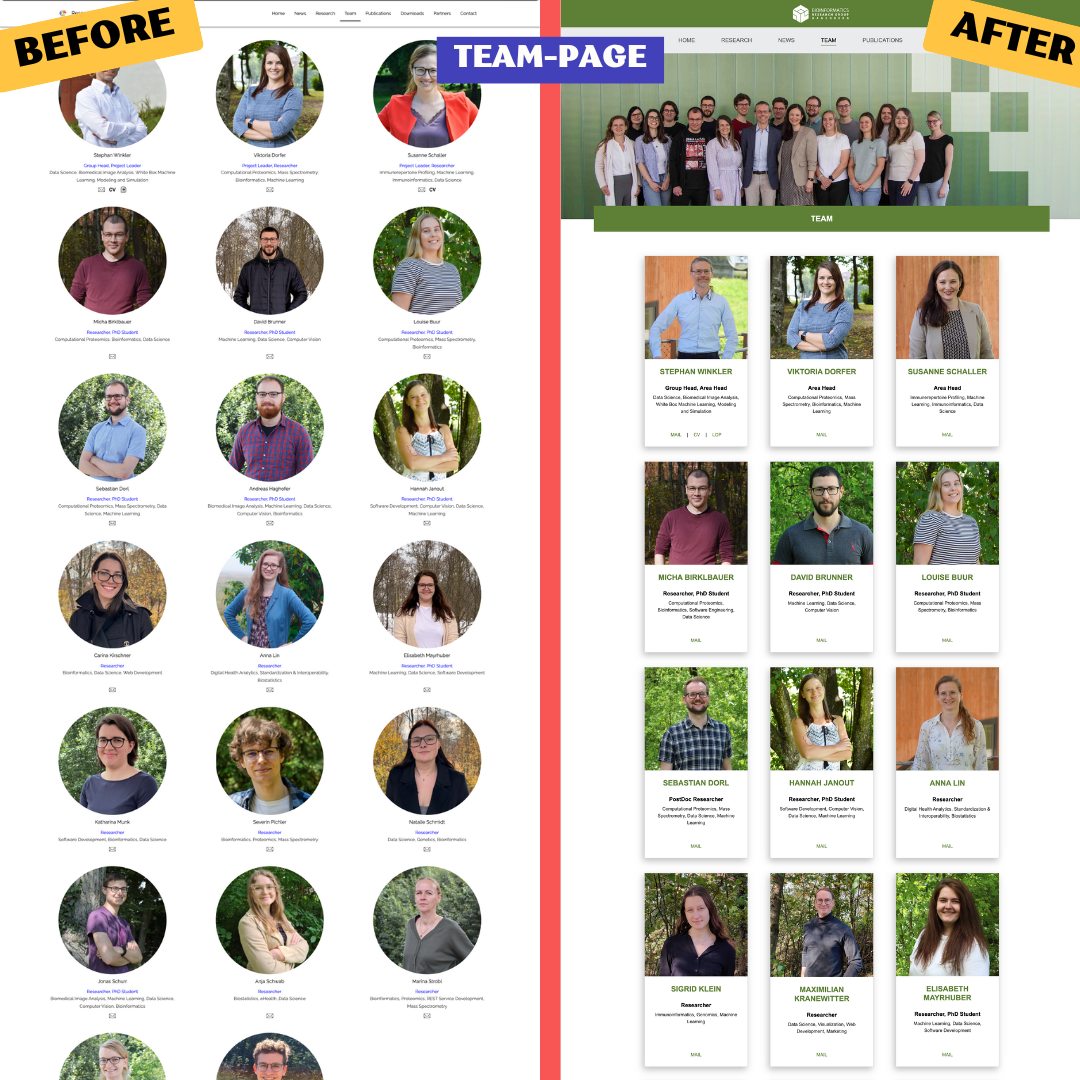 BEFORE
TEAM-PAGE
AFTER
Home News Research Team Publications Downloads Partners Contact
Stephan Winkler
Group Head, Project Leader
Data Science, Biomedical Image Analysis, White-Box Machine
Learning, Modeling and Simulation
CV
Viktoria Dorfer
Project Leader, Researcher
Computational Proteomics, Mass Spectrometry,
Bioinformatics, Machine Learning
Susanne Schaller
Project Leader, Researcher
Immunerepertoire Profiling, Machine Learning,
Immunoinformatics, Data Science
CV
Micha Birklbauer
Researcher, PhD Student
Computational Proteomics, Bioinformatics, Data Science
David Brunner
Researcher, PhD Student
Machine Learning, Data Science, Computer Vision
Louise Buur
Researcher, PhD Student
Computational Proteomics, Mass Spectrometry,
Bioinformatics
Sebastian Dorl
Researcher, PhD Student
Computational Proteomics, Mass Spectrometry, Data
Science, Machine Learning
Andreas Haghofer
Researcher, PhD Student
Biomedical Image Analysis, Machine Learning, Data Science,
Computer Vision, Bioinformatics
Hannah Janout
Researcher, PhD Student
Software Development, Computer Vision, Data Science,
Machine Learning
Carina Kirschner
Researcher
Bioinformatics, Data Science, Web Development
Anna Lin
Researcher
Digital Health Analytics, Standardization & Interoperability,
Biostatistics
Elisabeth Mayrhuber
Researcher, PhD Student
Machine Learning, Data Science, Software Development
Katharina Munk
Researcher
Software Development, Bioinformatics, Data Science
Severin Pichler
Researcher
Bioinformatics, Proteomics, Mass Spectrometry
Natalie Schmidt
Researcher
Data Science, Genetics, Bioinformatics
Jonas Schurr
Researcher, PhD Student
Biomedical Image Analysis, Machine Learning, Data Science,
Computer Vision, Bioinformatics
Anja Schwab
Researcher
Biostatistics, eHealth, Data Science
Marina Strobl
Researcher
Bioinformatics, Proteomics, REST Service Development,
Mass Spectrometry
BIOINFORMATICS
RESEARCH GROUP
HAGENBERG
HOME RESEARCH NEWS TEAM PUBLICATIONS
TEAM
STEPHAN WINKLER
Group Head, Area Head
Data Science, Biomedical Image Analysis,
White Box Machine Learning, Modeling
and Simulation
MAIL | CV | LOP
VIKTORIA DORFER
Area Head
Computational Proteomics, Mass
Spectrometry, Bioinformatics, Machine
Learning
MAIL
SUSANNE SCHALLER
Area Head
Immunerepertoire Profiling, Machine
Learning, Immunoinformatics, Data
Science
MAIL
MICHA BIRKLBAUER
Researcher, PhD Student
Computational Proteomics,
Bioinformatics, Software Engineering,
Data Science
MAIL
DAVID BRUNNER
Researcher, PhD Student
Machine Learning, Data Science,
Computer Vision
MAIL
LOUISE BUUR
Researcher, PhD Student
Computational Proteomics, Mass
Spectrometry, Bioinformatics
MAIL
SEBASTIAN DORL
PostDoc Researcher
Computational Proteomics, Mass
Spectrometry, Data Science, Machine
Learning
MAIL
HANNAH JANOUT
Researcher, PhD Student
Software Development, Computer Vision,
Data Science, Machine Learning
MAIL
ANNA LIN
Researcher
Digital Health Analytics, Standardization &
Interoperability, Biostatistics
MAIL
SIGRID KLEIN
Researcher
Immunoinformatics, Genomics, Machine
Learning
MAIL
MAXIMILIAN
KRANEWITTER
Researcher
Data Science, Visualization, Web
Development, Marketing
MAIL
ELISABETH
MAYRHUBER
Researcher, PhD Student
Machine Learning, Data Science,
Software Development
MAIL